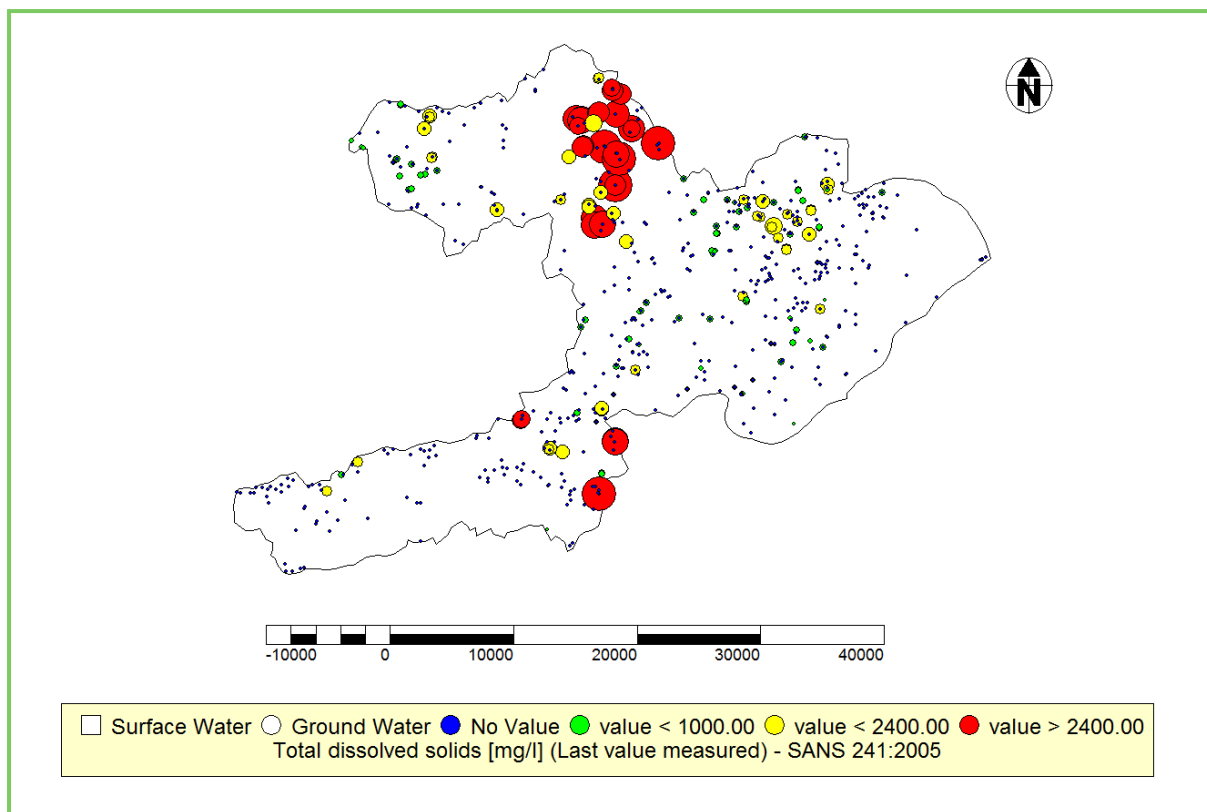 N
-10000 0 10000 20000 30000 40000
Surface Water Ground Water No Value value < 1000.00 value < 2400.00 value > 2400.00
Total dissolved solids [mg/l] (Last value measured) - SANS 241:2005